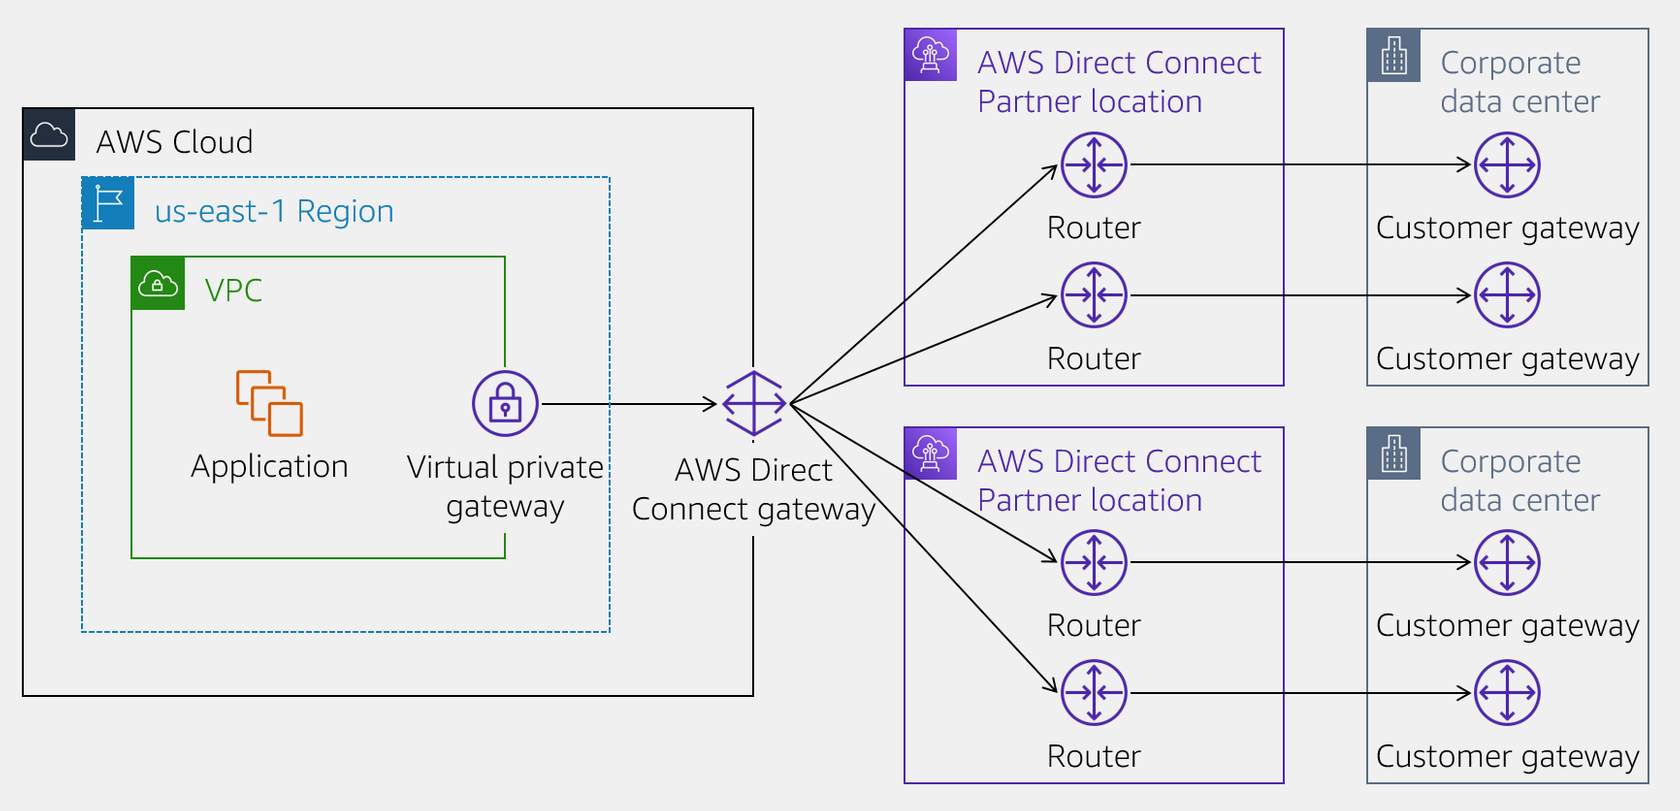 AWS Cloud
us-east-1 Region
VPC
Application
Virtual private
gateway
AWS Direct
Connect gateway
AWS Direct Connect
Partner location
Router
Router
Corporate
data center
Customer gateway
Customer gateway
AWS Direct Connect
Partner location
Router
Router
Corporate
data center
Customer gateway
Customer gateway